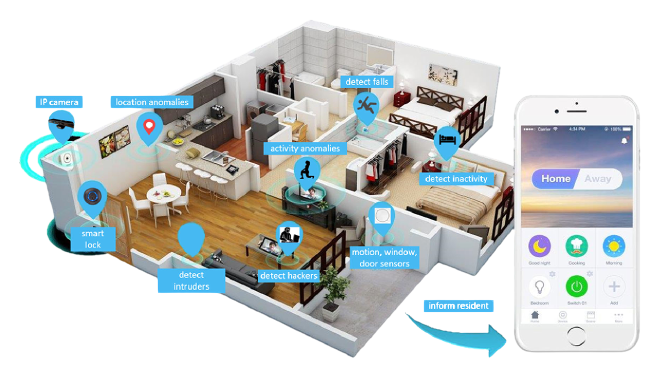 detect falls
IP camera
location anomalies
activity anomalies
detect inactivity
smart
lock
motion, window,
door sensors
detect
intruders
detect hackers
inform resident
Carrier
4:34 PM
100%
Home
Away
Good night
Cooking
Morning
Bedroom
Switch 01
Add
Home